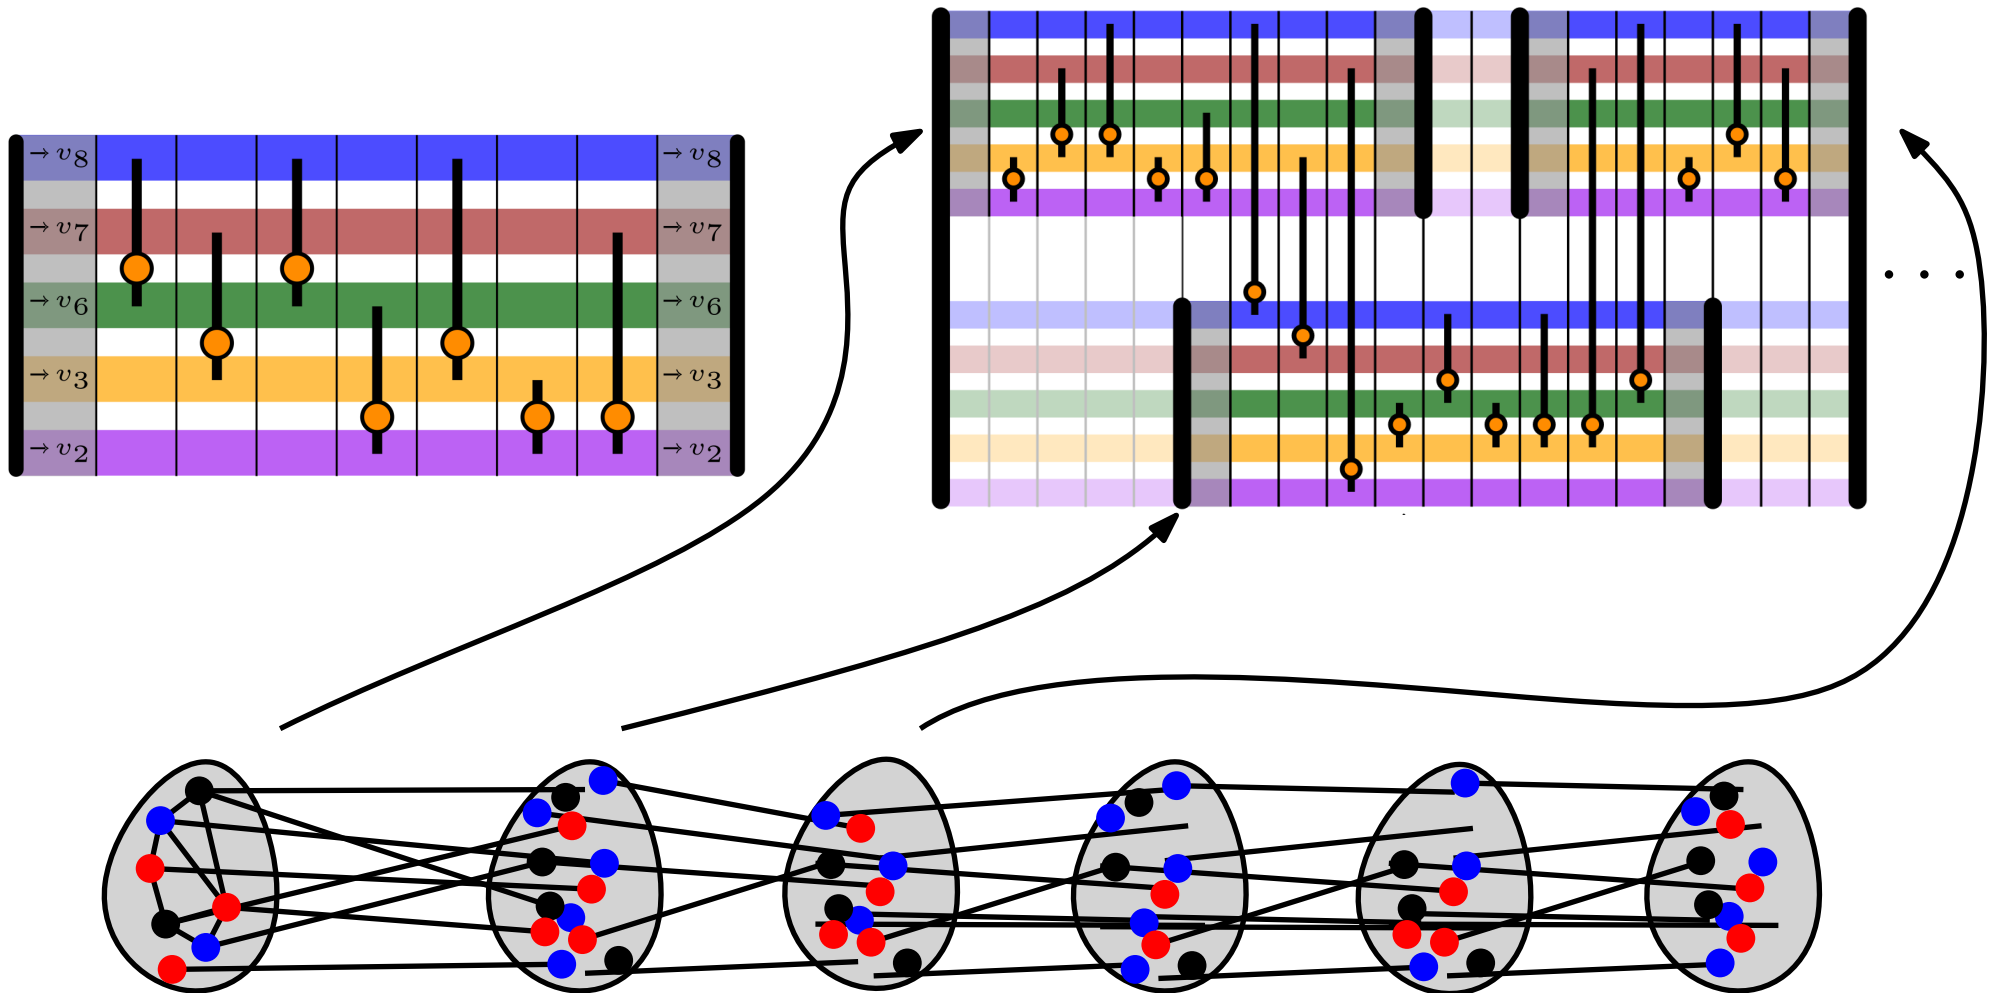 → v8 → v8
→ v7 → v7
→ v6 → v6
→ v3 → v3
→ v2 → v2
. . .